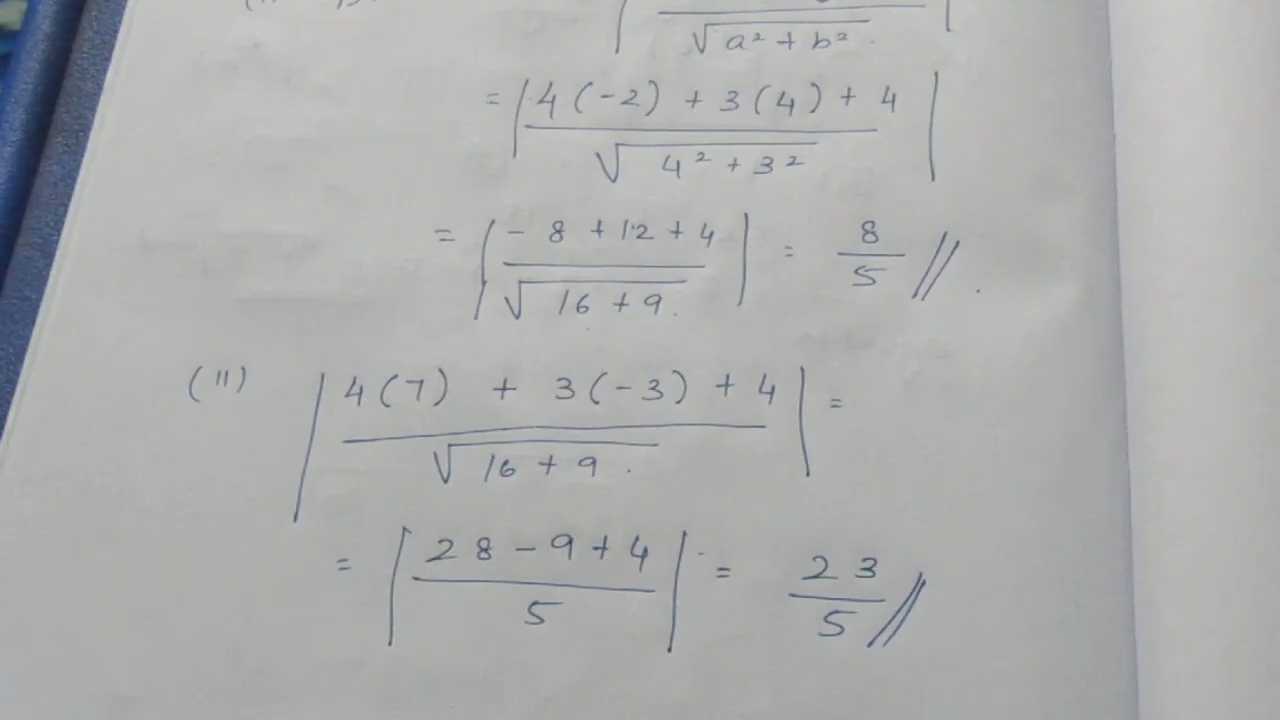 √a² + b²
= | 4(-2) + 3(4) + 4 / √4² + 3² |
= | -8 + 12 + 4 / √16 + 9 | = 8/5 //
(II) | 4(7) + 3(-3) + 4 / √16 + 9 | =
= | 28 - 9 + 4 / 5 | = 23/5 //